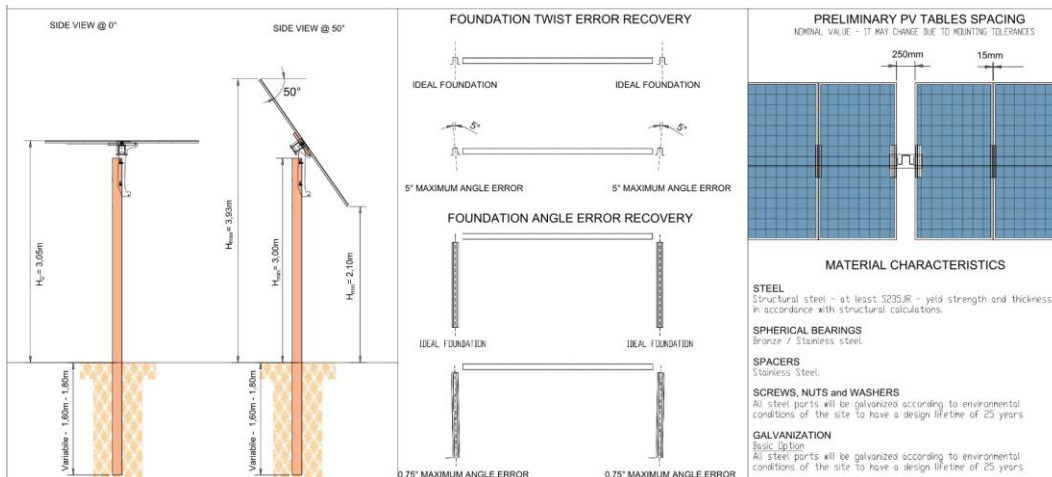 SIDE VIEW @ 0°
SIDE VIEW @ 50°
50°
H0°= 3,05m
Hmax= 3,93m
Hmin= 3,00m
Hmin= 2,10m
Variabile - 1,60m - 1,80m
Variabile - 1,60m - 1,80m
FOUNDATION TWIST ERROR RECOVERY
IDEAL FOUNDATION
IDEAL FOUNDATION
5°
5°
5° MAXIMUM ANGLE ERROR
5° MAXIMUM ANGLE ERROR
FOUNDATION ANGLE ERROR RECOVERY
IDEAL FOUNDATION
IDEAL FOUNDATION
0.75° MAXIMUM ANGLE ERROR
0.75° MAXIMUM ANGLE ERROR
PRELIMINARY PV TABLES SPACING
NOMINAL VALUE - IT MAY CHANGE DUE TO MOUNTING TOLERANCES
250mm
15mm
MATERIAL CHARACTERISTICS
STEEL
Structural steel - at least S235JR - yeld strength and thickness
in accordance with structural calculations.
SPHERICAL BEARINGS
Bronze / Stainless steel
SPACERS
Stainless Steel.
SCREWS, NUTS and WASHERS
All steel parts will be galvanized according to environmental
conditions of the site to have a design lifetime of 25 years
GALVANIZATION
Basic Option
All steel parts will be galvanized according to environmental
conditions of the site to have a design lifetime of 25 years